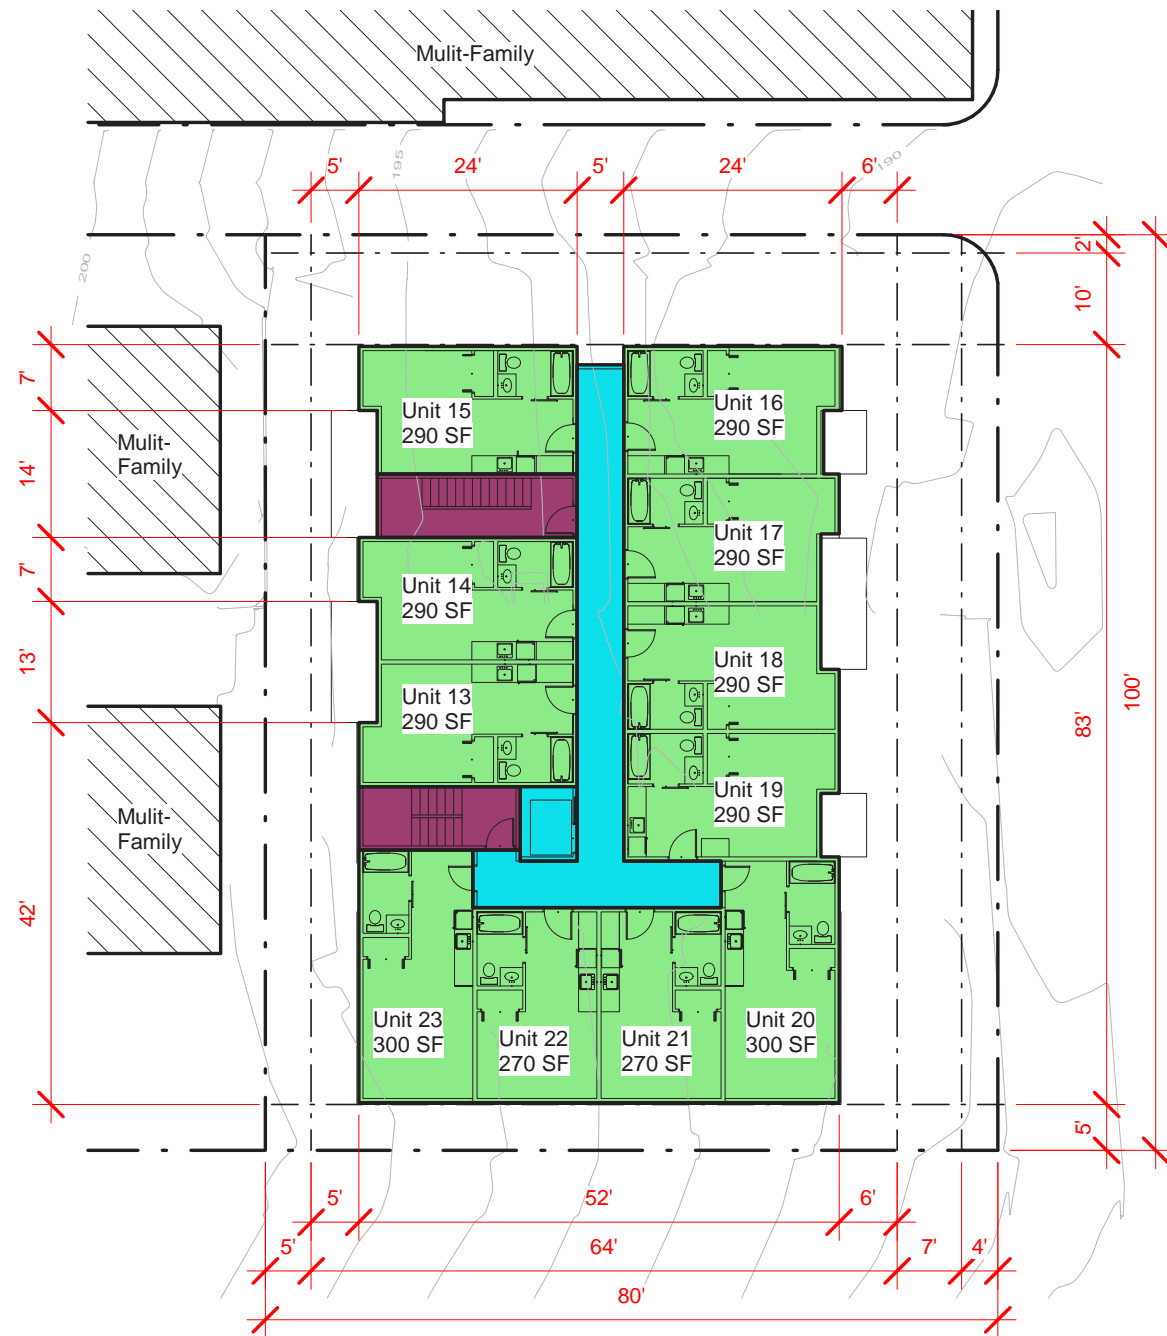 Mulit-Family
5'
24'
5'
24'
6'
195
190
200
2'
10'
7'
14'
7'
13'
42'
Mulit-
Family
Mulit-
Family
Unit 15
290 SF
Unit 16
290 SF
Unit 17
290 SF
Unit 14
290 SF
Unit 18
290 SF
Unit 13
290 SF
Unit 19
290 SF
Unit 23
300 SF
Unit 22
270 SF
Unit 21
270 SF
Unit 20
300 SF
83'
100'
5'
5'
52'
6'
5'
64'
7'
4'
80'